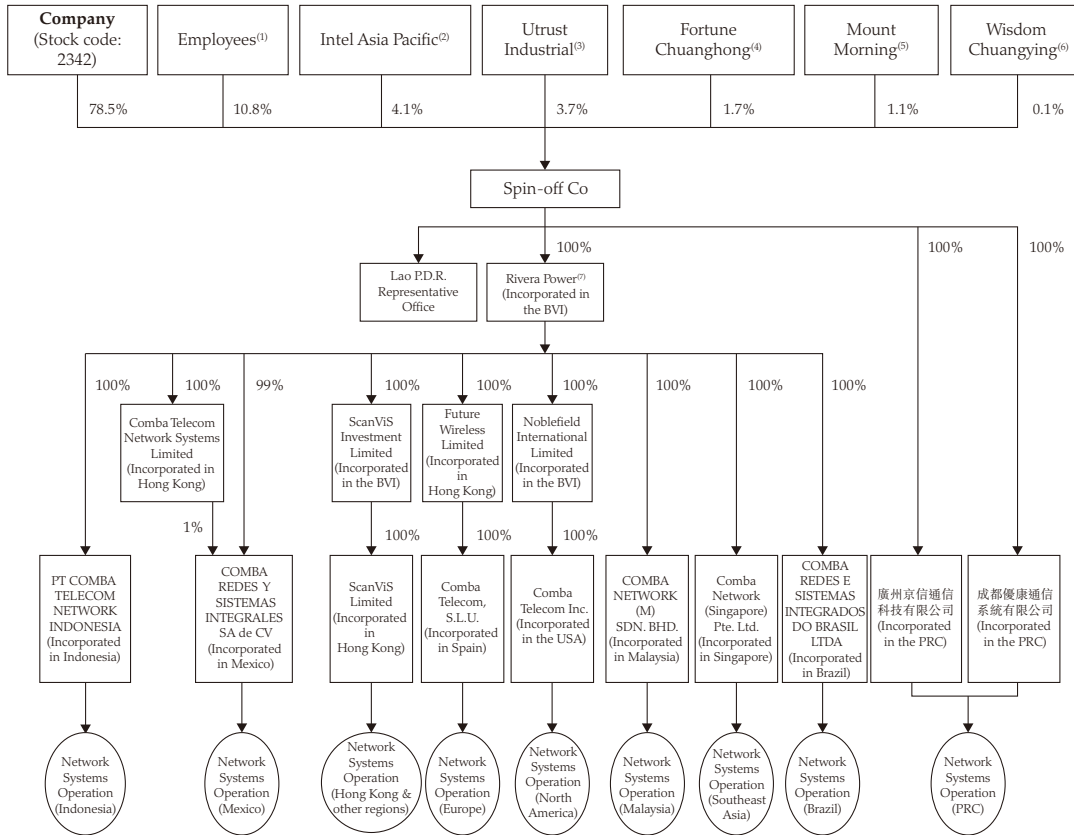 Company
(Stock code:
2342)
Employees(1)
Intel Asia Pacific(2)
Utrust
Industrial(3)
Fortune
Chuanghong(4)
Mount
Morning(5)
Wisdom
Chuangying(6)
78.5%
10.8%
4.1%
3.7%
1.7%
1.1%
0.1%
Spin-off Co
100%
100%
100%
Lao P.D.R.
Representative
Office
Rivera Power(7)
(Incorporated in
the BVI)
100%
100%
99%
100%
100%
100%
100%
100%
100%
Comba Telecom
Network Systems
Limited
(Incorporated in
Hong Kong)
ScanViS
Investment
Limited
(Incorporated
in the BVI)
Future
Wireless
Limited
(Incorporated
in
Hong Kong)
Noblefield
International
Limited
(Incorporated
in the BVI)
1%
100%
100%
100%
PT COMBA
TELECOM
NETWORK
INDONESIA
(Incorporated
in Indonesia)
COMBA
REDES Y
SISTEMAS
INTEGRALES
SA de CV
(Incorporated
in Mexico)
ScanViS
Limited
(Incorporated
in
Hong Kong)
Comba
Telecom,
S.L.U.
(Incorporated
in Spain)
Comba
Telecom Inc.
(Incorporated
in the USA)
COMBA
NETWORK
(M)
SDN. BHD.
(Incorporated
in Malaysia)
Comba
Network
(Singapore)
Pte. Ltd.
(Incorporated
in Singapore)
COMBA
REDES E
SISTEMAS
INTEGRADOS
DO BRASIL
LTDA
(Incorporated
in Brazil)
廣州京信通信
科技有限公司
(Incorporated
in the PRC)
成都優康通信
系統有限公司
(Incorporated
in the PRC)
Network
Systems
Operation
(Indonesia)
Network
Systems
Operation
(Mexico)
Network
Systems
Operation
(Hong Kong &
other regions)
Network
Systems
Operation
(Europe)
Network
Systems
Operation
(North
America)
Network
Systems
Operation
(Malaysia)
Network
Systems
Operation
(Southeast
Asia)
Network
Systems
Operation
(Brazil)
Network
Systems
Operation
(PRC)